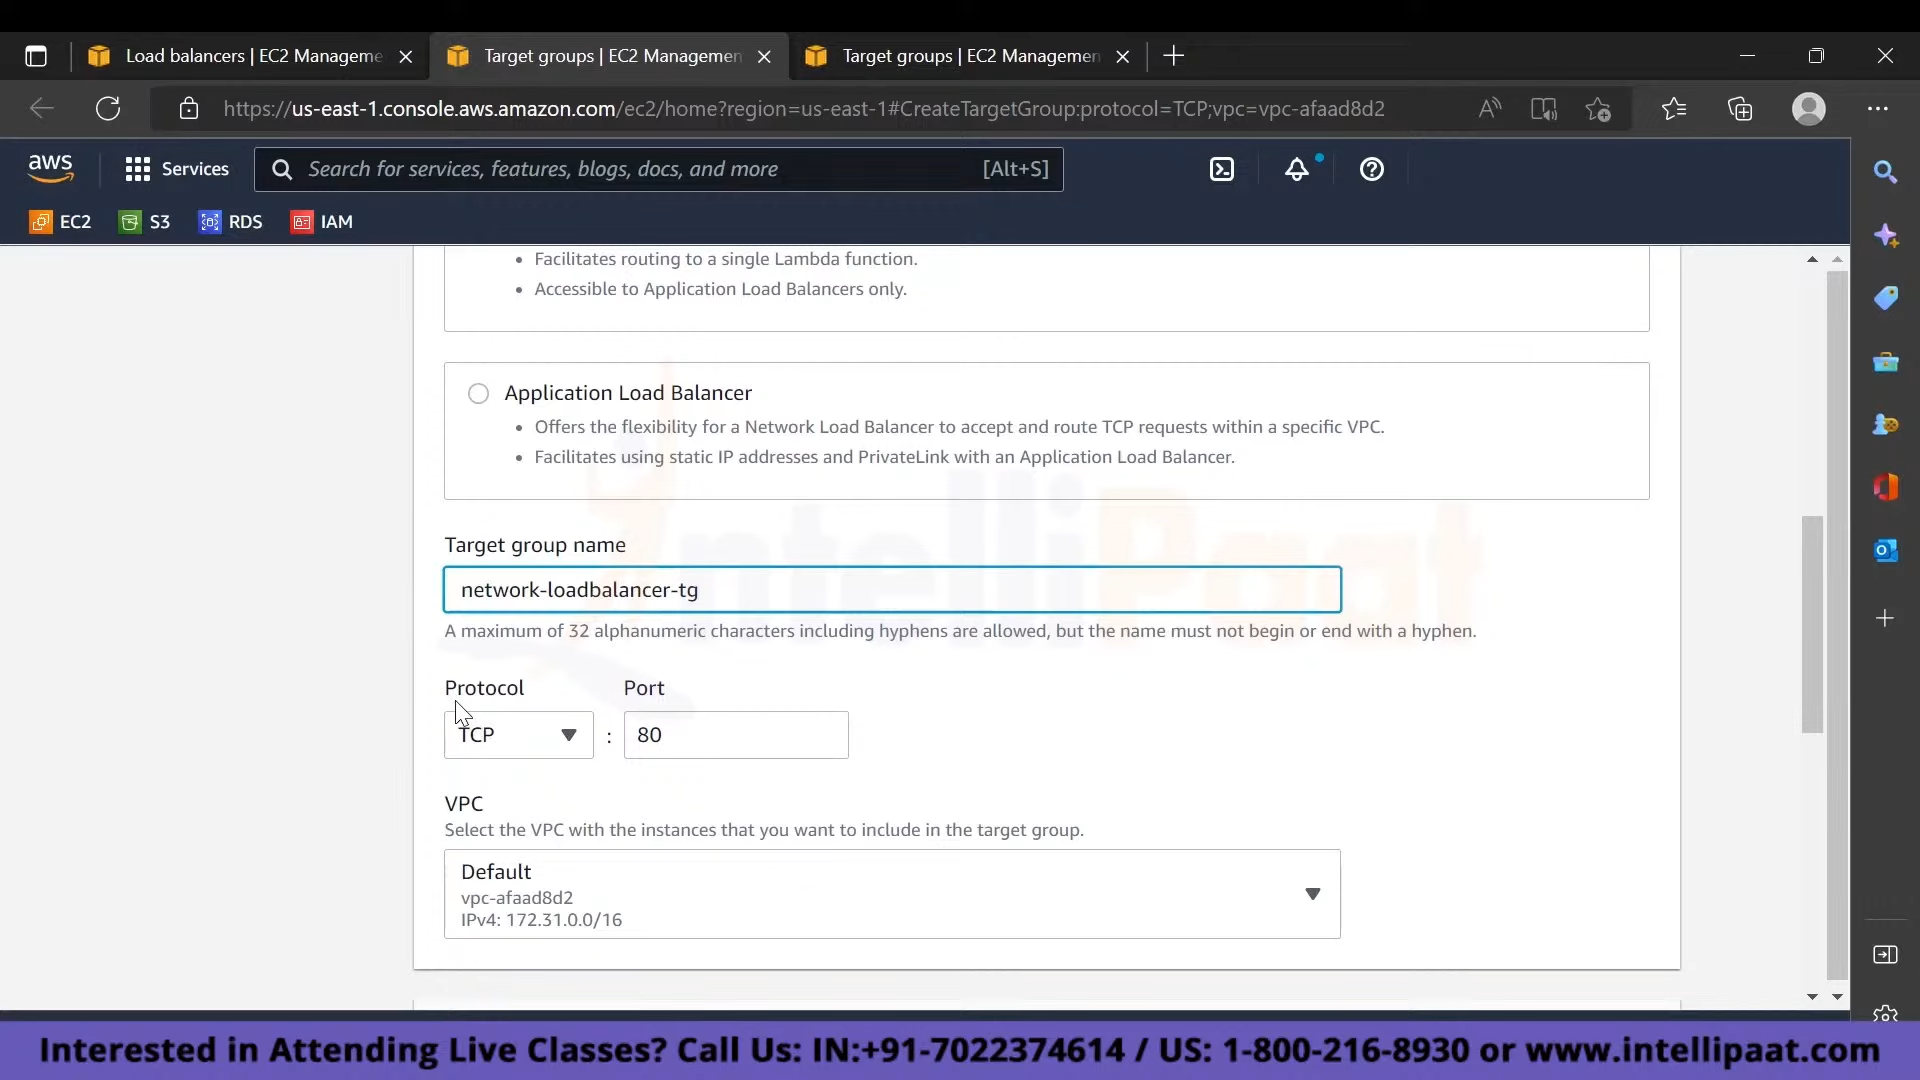 Load balancers | EC2 Manageme
Target groups | EC2 Managemen
Target groups | EC2 Managemen
https://us-east-1.console.aws.amazon.com/ec2/home?region=us-east-1#CreateTargetGroup:protocol=TCP;vpc=vpc-afaad8d2
aws
Services
Search for services, features, blogs, docs, and more
[Alt+S]
EC2
S3
RDS
IAM
• Facilitates routing to a single Lambda function.
• Accessible to Application Load Balancers only.
Application Load Balancer
• Offers the flexibility for a Network Load Balancer to accept and route TCP requests within a specific VPC.
• Facilitates using static IP addresses and PrivateLink with an Application Load Balancer.
IntelliPaat
Target group name
network-loadbalancer-tg
A maximum of 32 alphanumeric characters including hyphens are allowed, but the name must not begin or end with a hyphen.
Protocol
Port
TCP
:
80
VPC
Select the VPC with the instances that you want to include in the target group.
Default
vpc-afaad8d2
IPv4: 172.31.0.0/16
Interested in Attending Live Classes? Call Us: IN:+91-7022374614 / US: 1-800-216-8930 or www.intellipaat.com